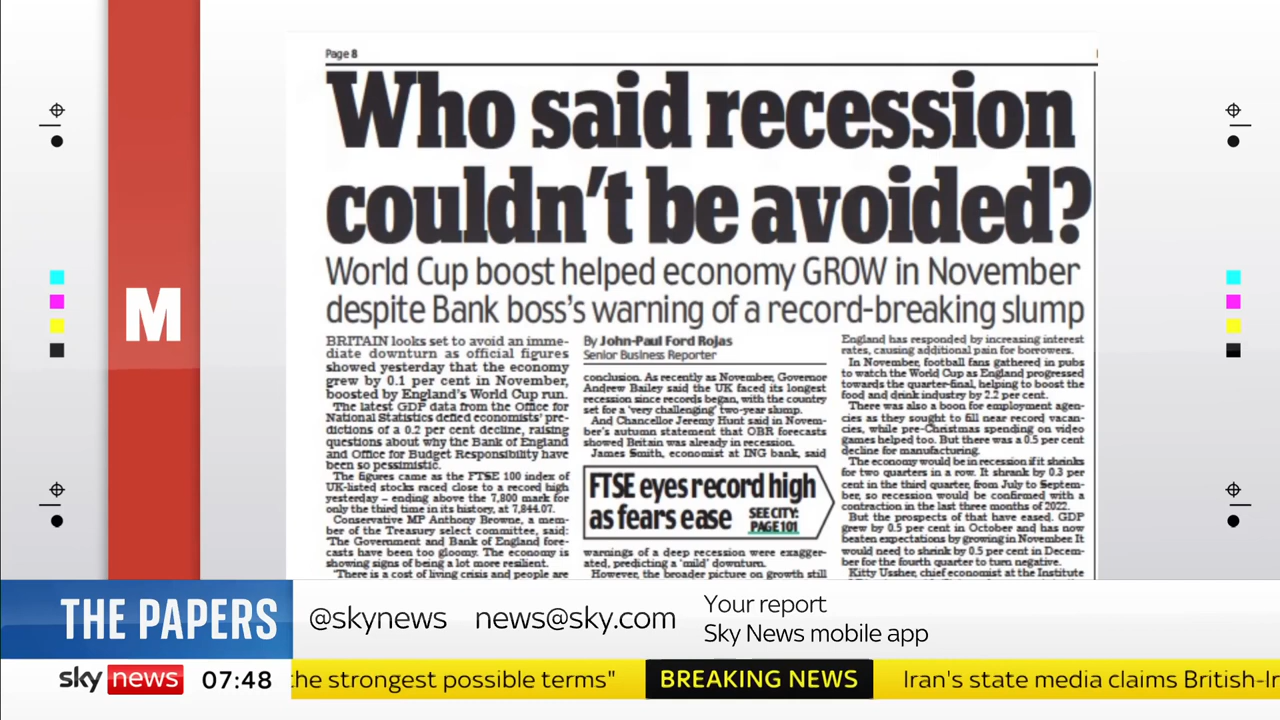 Page 8
Who said recession
couldn't be avoided?
World Cup boost helped economy GROW in November
despite Bank boss's warning of a record-breaking slump
BRITAIN looks set to avoid an imme-
diate downturn as official figures
showed yesterday that the economy
grew by 0.1 per cent in November,
boosted by England's World Cup run.
The latest GDP data from the Office for
National Statistics defied economists' pre-
dictions of a 0.2 per cent decline, raising
questions about why the Bank of England
and Office for Budget Responsibility have
been so pessimistic.
The figures came as the FTSE 100 index of
UK-listed stocks raced close to a record high
yesterday – ending above the 7,800 mark for
only the third time in its history, at 7,844.07.
Conservative MP Anthony Browne, a mem-
ber of the Treasury select committee, said:
'The Government and Bank of England fore-
casts have been too gloomy. The economy is
showing signs of being a lot more resilient.
'There is a cost of living crisis and people are
By John-Paul Ford Rojas
Senior Business Reporter
conclusion. As recently as November, Governor
Andrew Bailey said the UK faced its longest
recession since records began, with the country
set for a 'very challenging' two-year slump.
And Chancellor Jeremy Hunt said in Novem-
ber's autumn statement that OBR forecasts
showed Britain was already in recession.
James Smith, economist at ING bank, said
FTSE eyes record high
as fears ease
SEE CITY:
PAGE 101
warnings of a deep recession were exagger-
ated, predicting a 'mild' downturn.
However, the broader picture on growth still
England has responded by increasing interest
rates, causing additional pain for borrowers.
In November, football fans gathered in pubs
to watch the World Cup as England progressed
towards the quarter-final, helping to boost the
food and drink industry by 2.2 per cent.
There was also a boon for employment agen-
cies as they sought to fill near record vacan-
cies, while pre-Christmas spending on video
games helped too. But there was a 0.5 per cent
decline for manufacturing.
The economy would be in recession if it shrinks
for two quarters in a row. It shrank by 0.3 per
cent in the third quarter, from July to Septem-
ber, so recession would be confirmed with a
contraction in the last three months of 2022.
But the prospects of that have eased. GDP
grew by 0.5 per cent in October and has now
beaten expectations by growing in November. It
would need to shrink by 0.5 per cent in Decem-
ber for the fourth quarter to turn negative.
Kitty Ussher, chief economist at the Institute
M
THE PAPERS
@skynews news@sky.com
Your report
Sky News mobile app
sky news 07:48
the strongest possible terms" BREAKING NEWS Iran's state media claims British-Ir